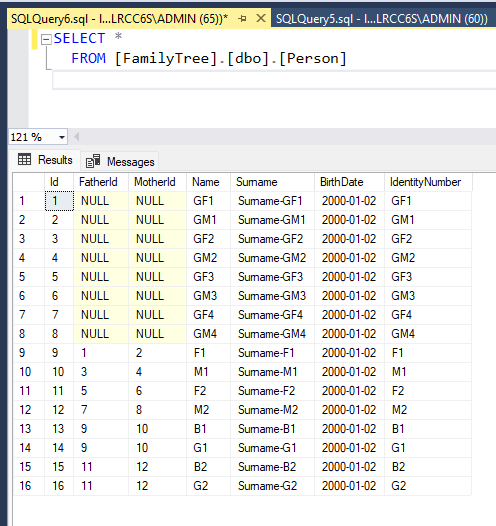 SQLQuery6.sql - I...LRCC6S\ADMIN (65))* SQLQuery5.sql - I...LRCC6S\ADMIN (60))
SELECT *
FROM [FamilyTree].[dbo].[Person]
121 %
Results Messages
Id FatherId MotherId Name Surname BirthDate IdentityNumber
1 1 NULL NULL GF1 Surname-GF1 2000-01-02 GF1
2 2 NULL NULL GM1 Surname-GM1 2000-01-02 GM1
3 3 NULL NULL GF2 Surname-GF2 2000-01-02 GF2
4 4 NULL NULL GM2 Surname-GM2 2000-01-02 GM2
5 5 NULL NULL GF3 Surname-GF3 2000-01-02 GF3
6 6 NULL NULL GM3 Surname-GM3 2000-01-02 GM3
7 7 NULL NULL GF4 Surname-GF4 2000-01-02 GF4
8 8 NULL NULL GM4 Surname-GM4 2000-01-02 GM4
9 9 1 2 F1 Surname-F1 2000-01-02 F1
10 10 3 4 M1 Surname-M1 2000-01-02 M1
11 11 5 6 F2 Surname-F2 2000-01-02 F2
12 12 7 8 M2 Surname-M2 2000-01-02 M2
13 13 9 10 B1 Surname-B1 2000-01-02 B1
14 14 9 10 G1 Surname-G1 2000-01-02 G1
15 15 11 12 B2 Surname-B2 2000-01-02 B2
16 16 11 12 G2 Surname-G2 2000-01-02 G2